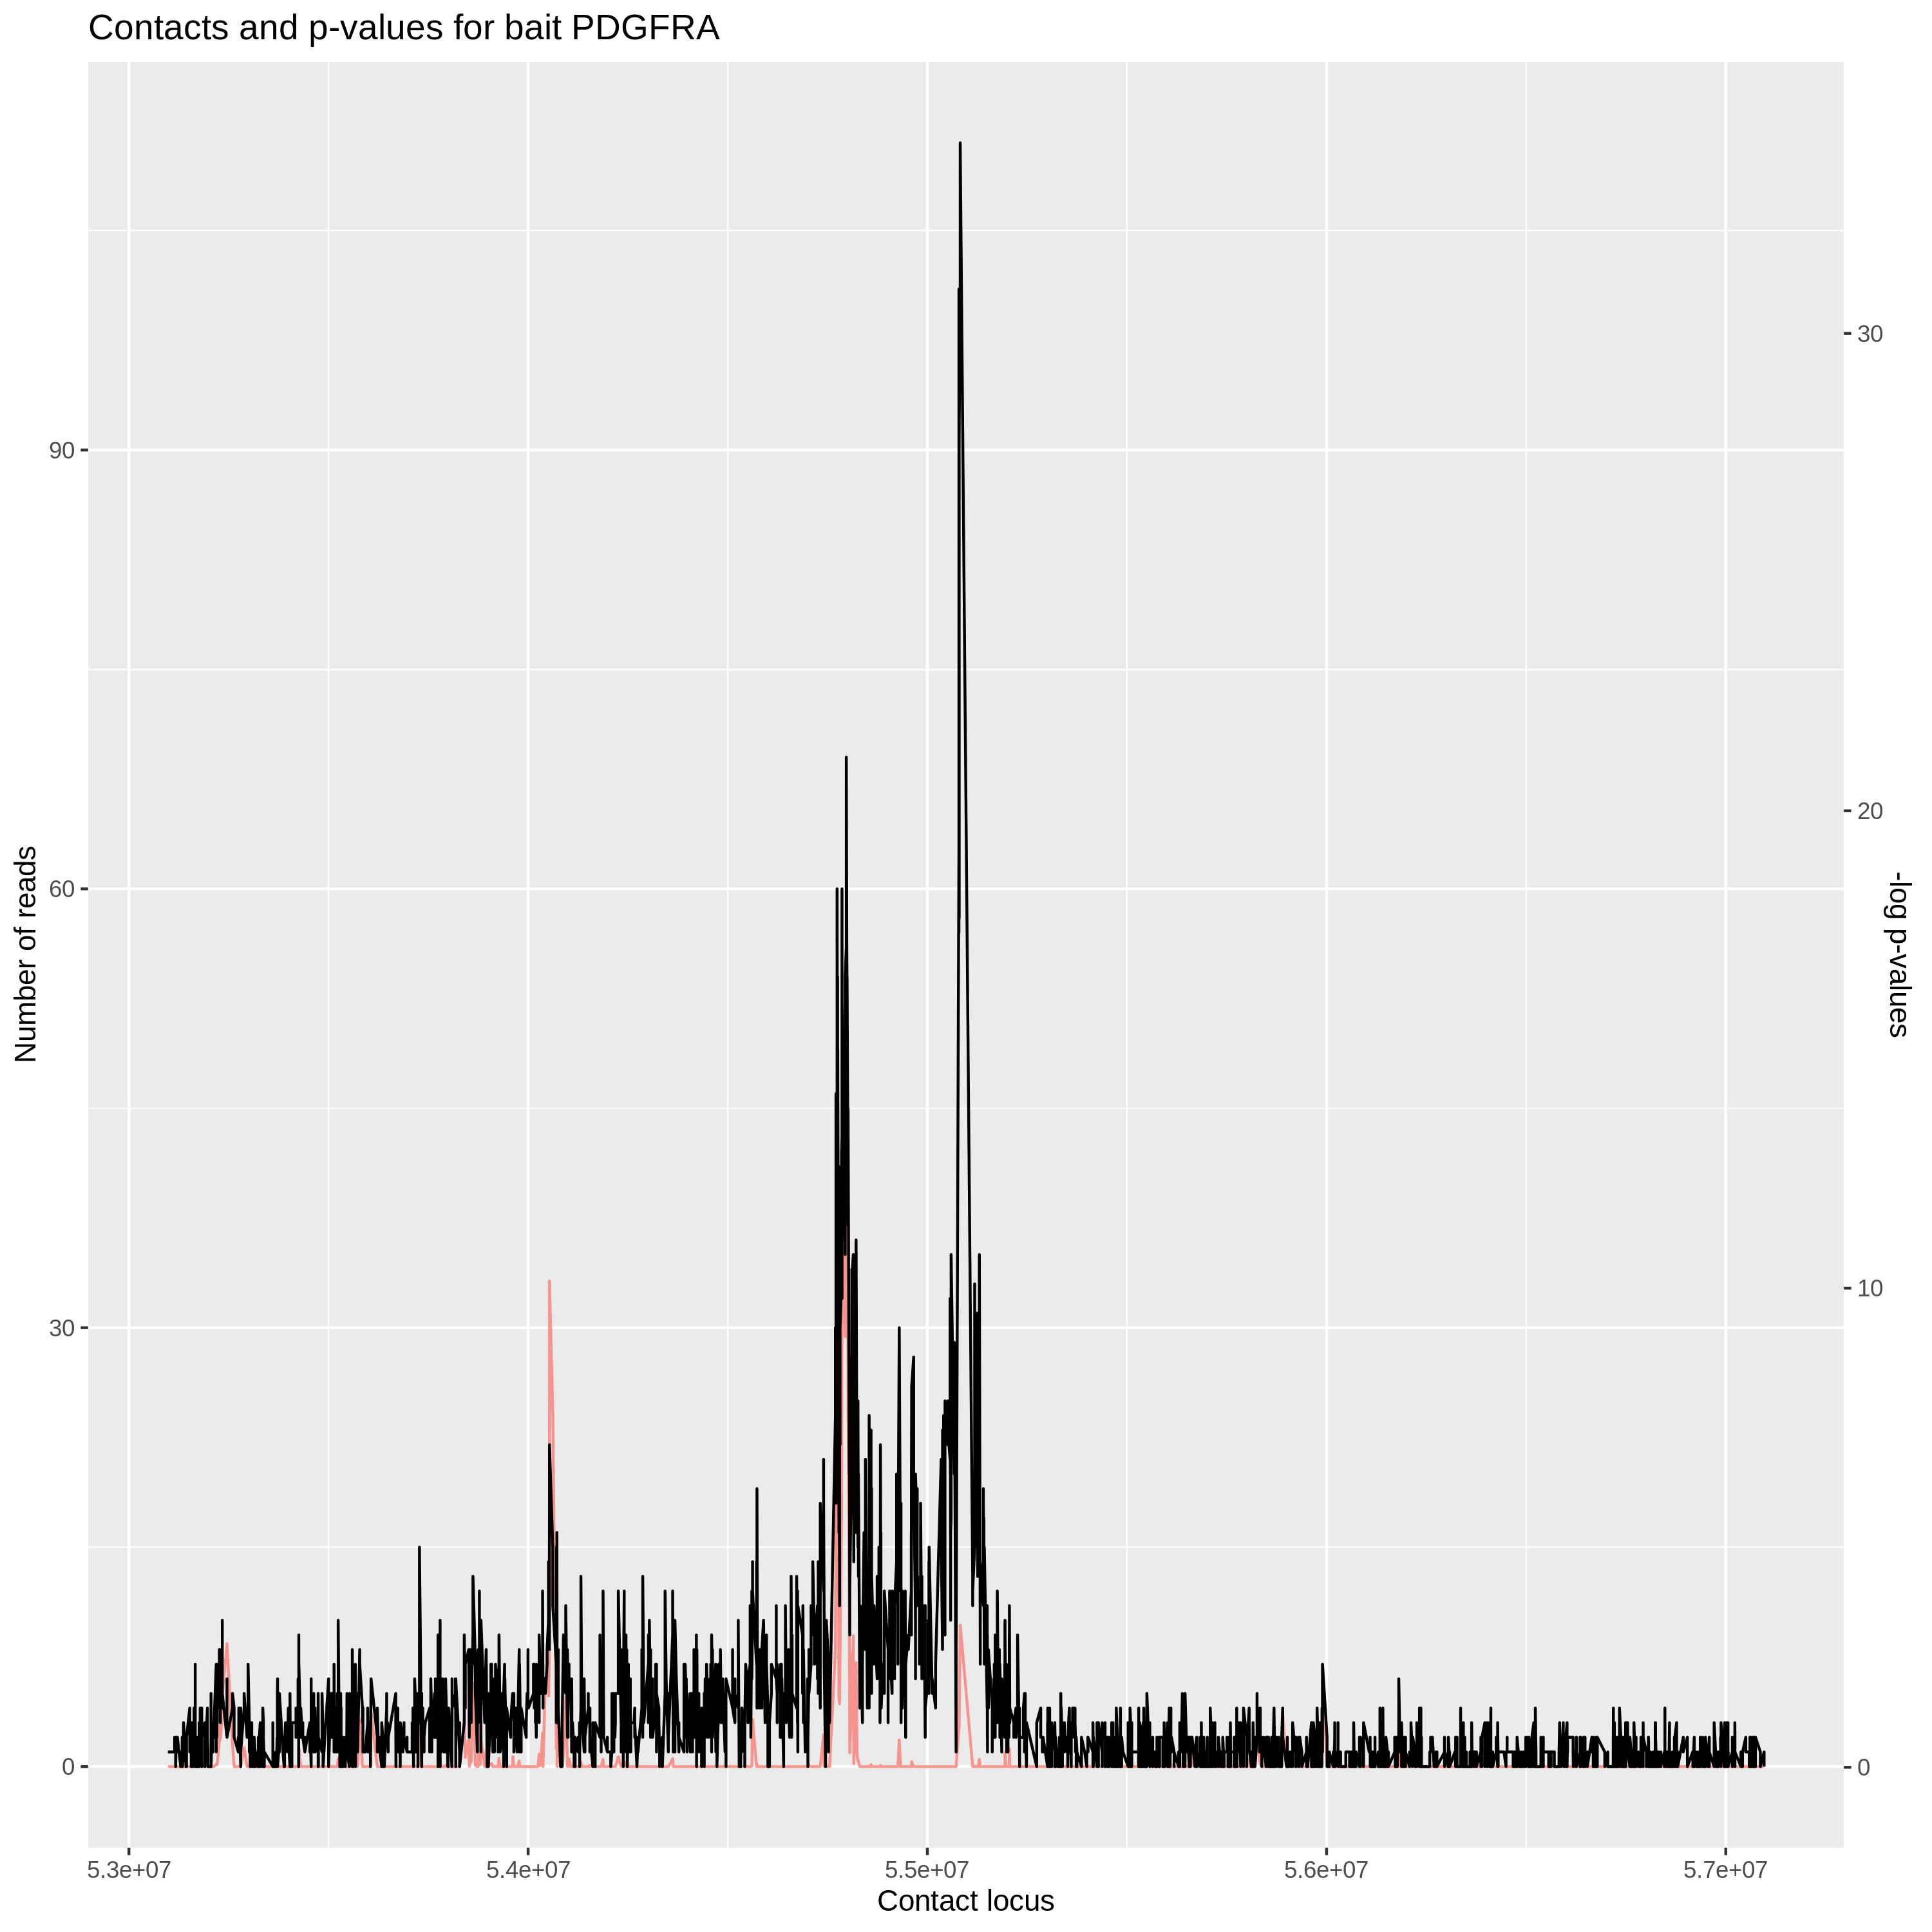 Contacts and p-values for bait PDGFRA
Number of reads
90
60
30
0
30
20
10
0
-log p-values
5.3e+07
5.4e+07
5.5e+07
5.6e+07
5.7e+07
Contact locus